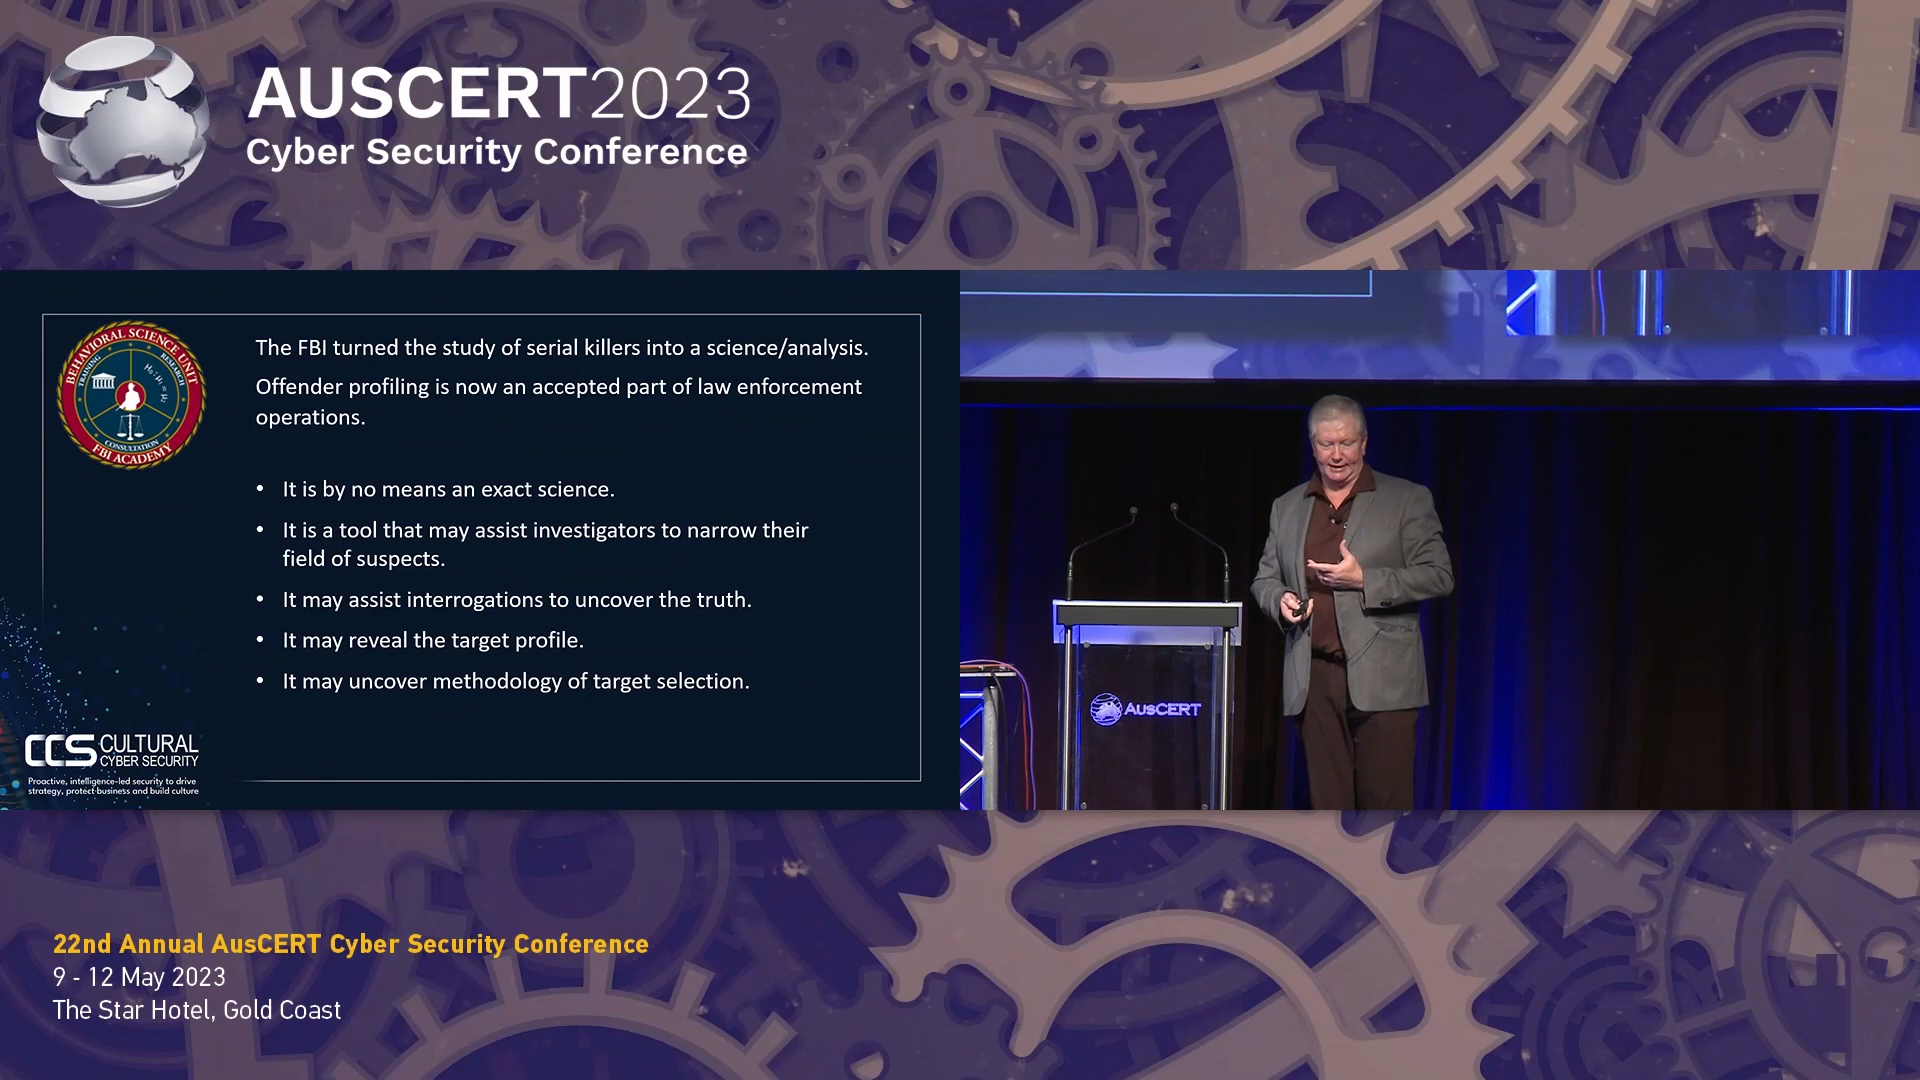 AUSCERT2023
Cyber Security Conference
BEHAVIORAL SCIENCE UNIT
TRAINING
RESEARCH
CONSULTATION
FBI ACADEMY
The FBI turned the study of serial killers into a science/analysis.
Offender profiling is now an accepted part of law enforcement
operations.
• It is by no means an exact science.
• It is a tool that may assist investigators to narrow their
field of suspects.
• It may assist interrogations to uncover the truth.
• It may reveal the target profile.
• It may uncover methodology of target selection.
CCS CULTURAL
CYBER SECURITY
Proactive, intelligence-led security to drive
strategy, protect business and build culture
AusCERT
22nd Annual AusCERT Cyber Security Conference
9 - 12 May 2023
The Star Hotel, Gold Coast